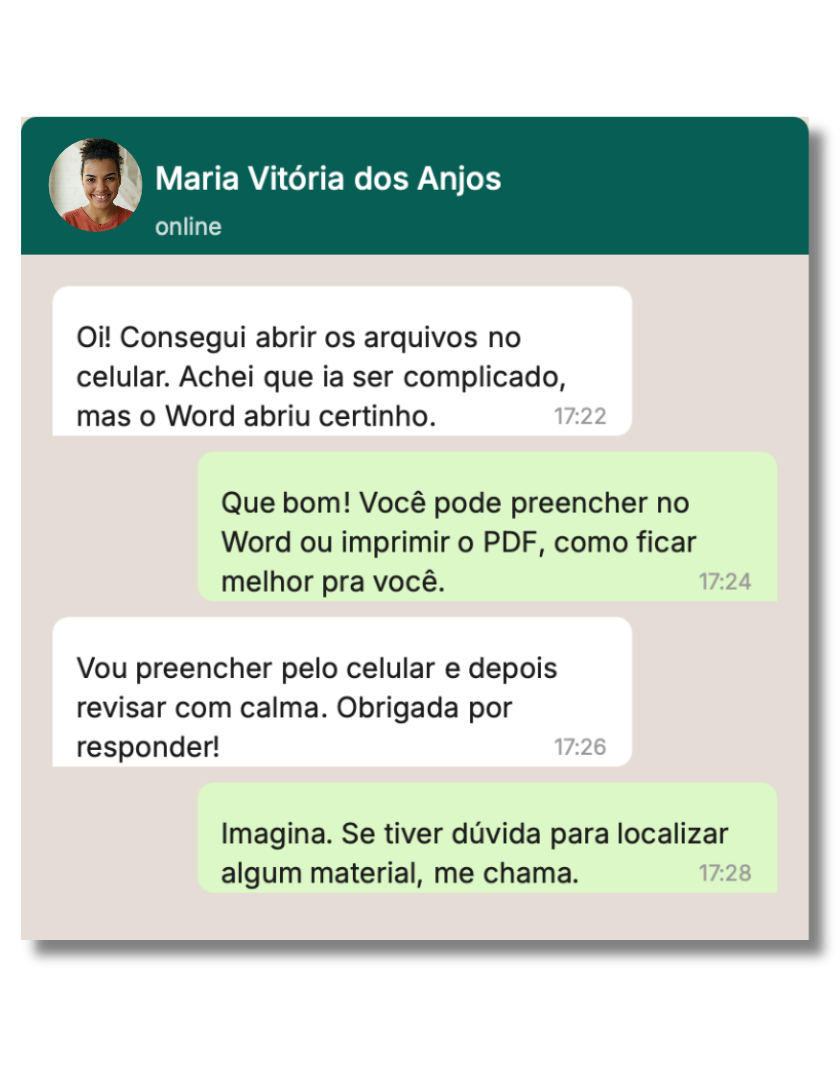 Maria Vitória dos Anjos
online
Oi! Consegui abrir os arquivos no
celular. Achei que ia ser complicado,
mas o Word abriu certinho.
17:22
Que bom! Você pode preencher no
Word ou imprimir o PDF, como ficar
melhor pra você.
17:24
Vou preencher pelo celular e depois
revisar com calma. Obrigada por
responder!
17:26
Imagina. Se tiver dúvida para localizar
algum material, me chama.
17:28